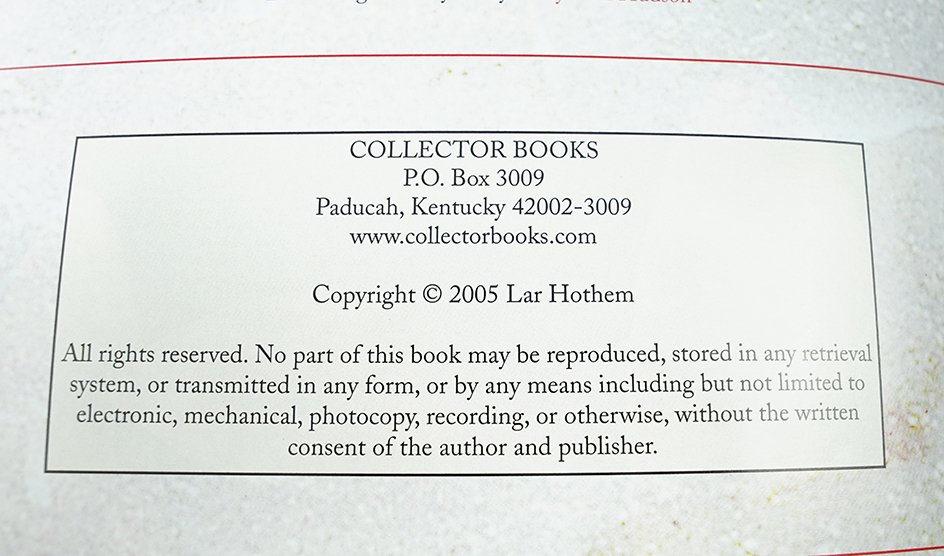 COLLECTOR BOOKS
P.O. Box 3009
Paducah, Kentucky 42002-3009
www.collectorbooks.com
Copyright © 2005 Lar Hothem
All rights reserved. No part of this book may be reproduced, stored in any retrieval
system, or transmitted in any form, or by any means including but not limited to
electronic, mechanical, photocopy, recording, or otherwise, without the written
consent of the author and publisher.